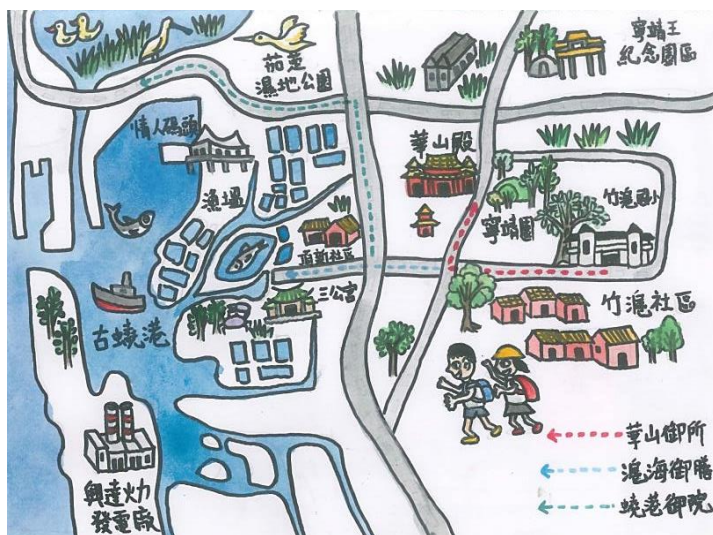 茄萣
濕地公園
寧靖王
紀念園區
情人碼頭
華山殿
漁塭
寧靖園
竹滬國小
頂新社區
三公宮
古蟯港
竹滬社區
興達火力
發電廠
華山御所
滬海御膳
蟯港御院